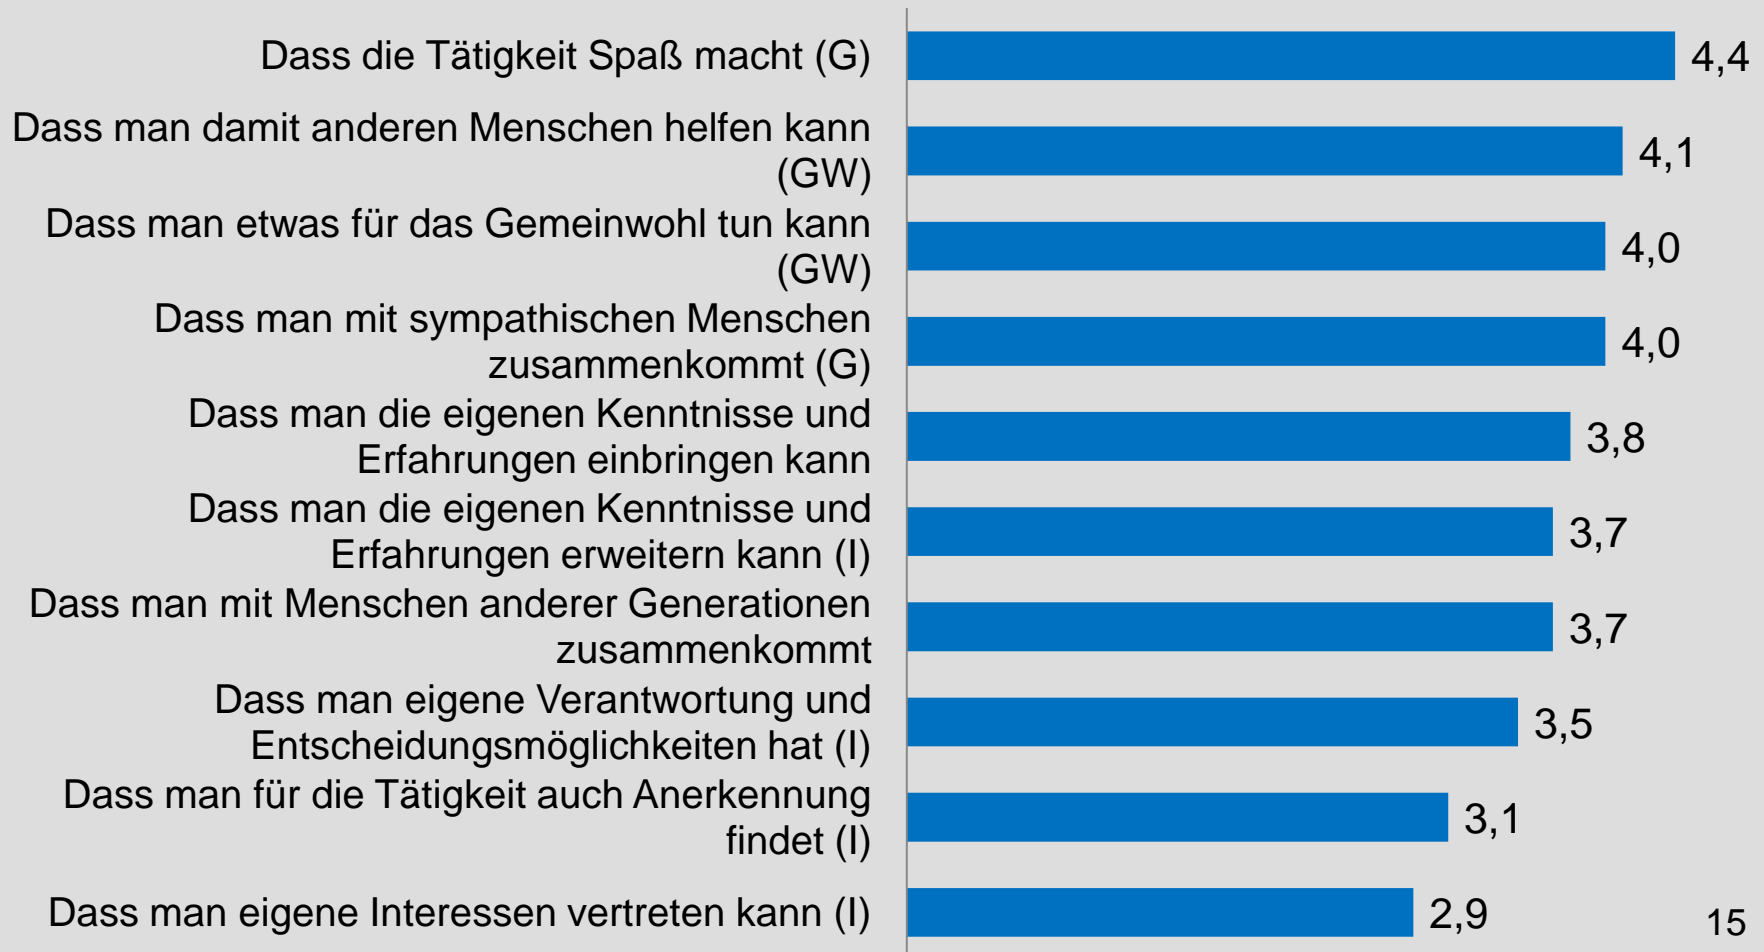 Dass die Tätigkeit Spaß macht (G) 4,4
Dass man damit anderen Menschen helfen kann
(GW) 4,1
Dass man etwas für das Gemeinwohl tun kann
(GW) 4,0
Dass man mit sympathischen Menschen
zusammenkommt (G) 4,0
Dass man die eigenen Kenntnisse und
Erfahrungen einbringen kann 3,8
Dass man die eigenen Kenntnisse und
Erfahrungen erweitern kann (I) 3,7
Dass man mit Menschen anderer Generationen
zusammenkommt 3,7
Dass man eigene Verantwortung und
Entscheidungsmöglichkeiten hat (I) 3,5
Dass man für die Tätigkeit auch Anerkennung
findet (I) 3,1
Dass man eigene Interessen vertreten kann (I) 2,9
15